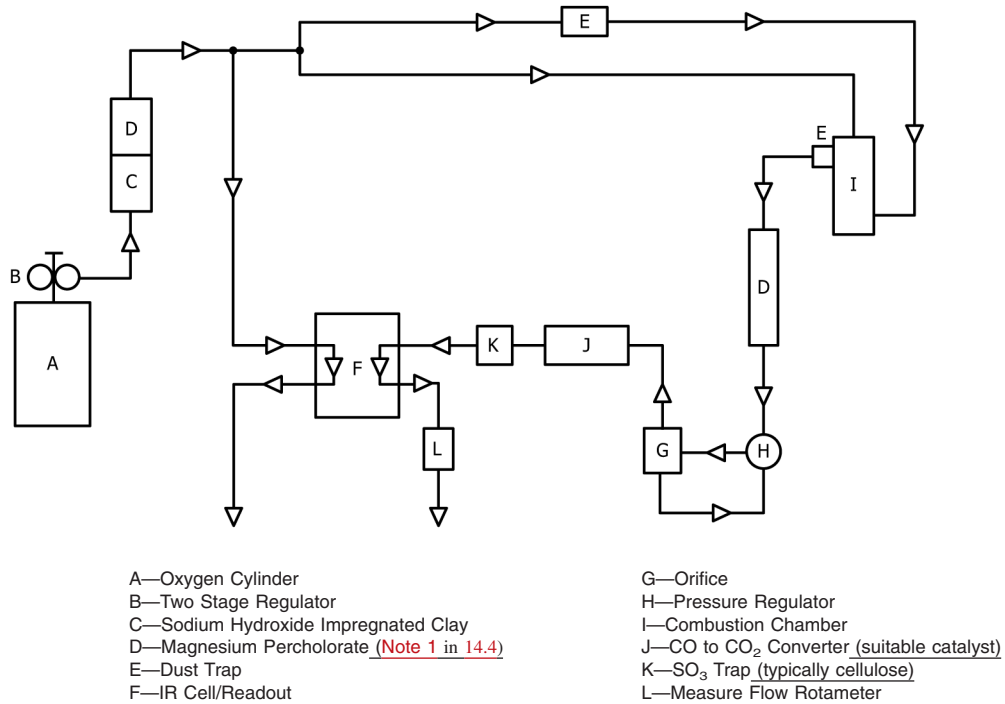 E
D
C
E
I
B
D
A
F
K
J
L
G
H
A—Oxygen Cylinder
B—Two Stage Regulator
C—Sodium Hydroxide Impregnated Clay
D—Magnesium Percholorate (Note 1 in 14.4)
E—Dust Trap
F—IR Cell/Readout
G—Orifice
H—Pressure Regulator
I—Combustion Chamber
J—CO to CO₂ Converter (suitable catalyst)
K—SO₃ Trap (typically cellulose)
L—Measure Flow Rotameter